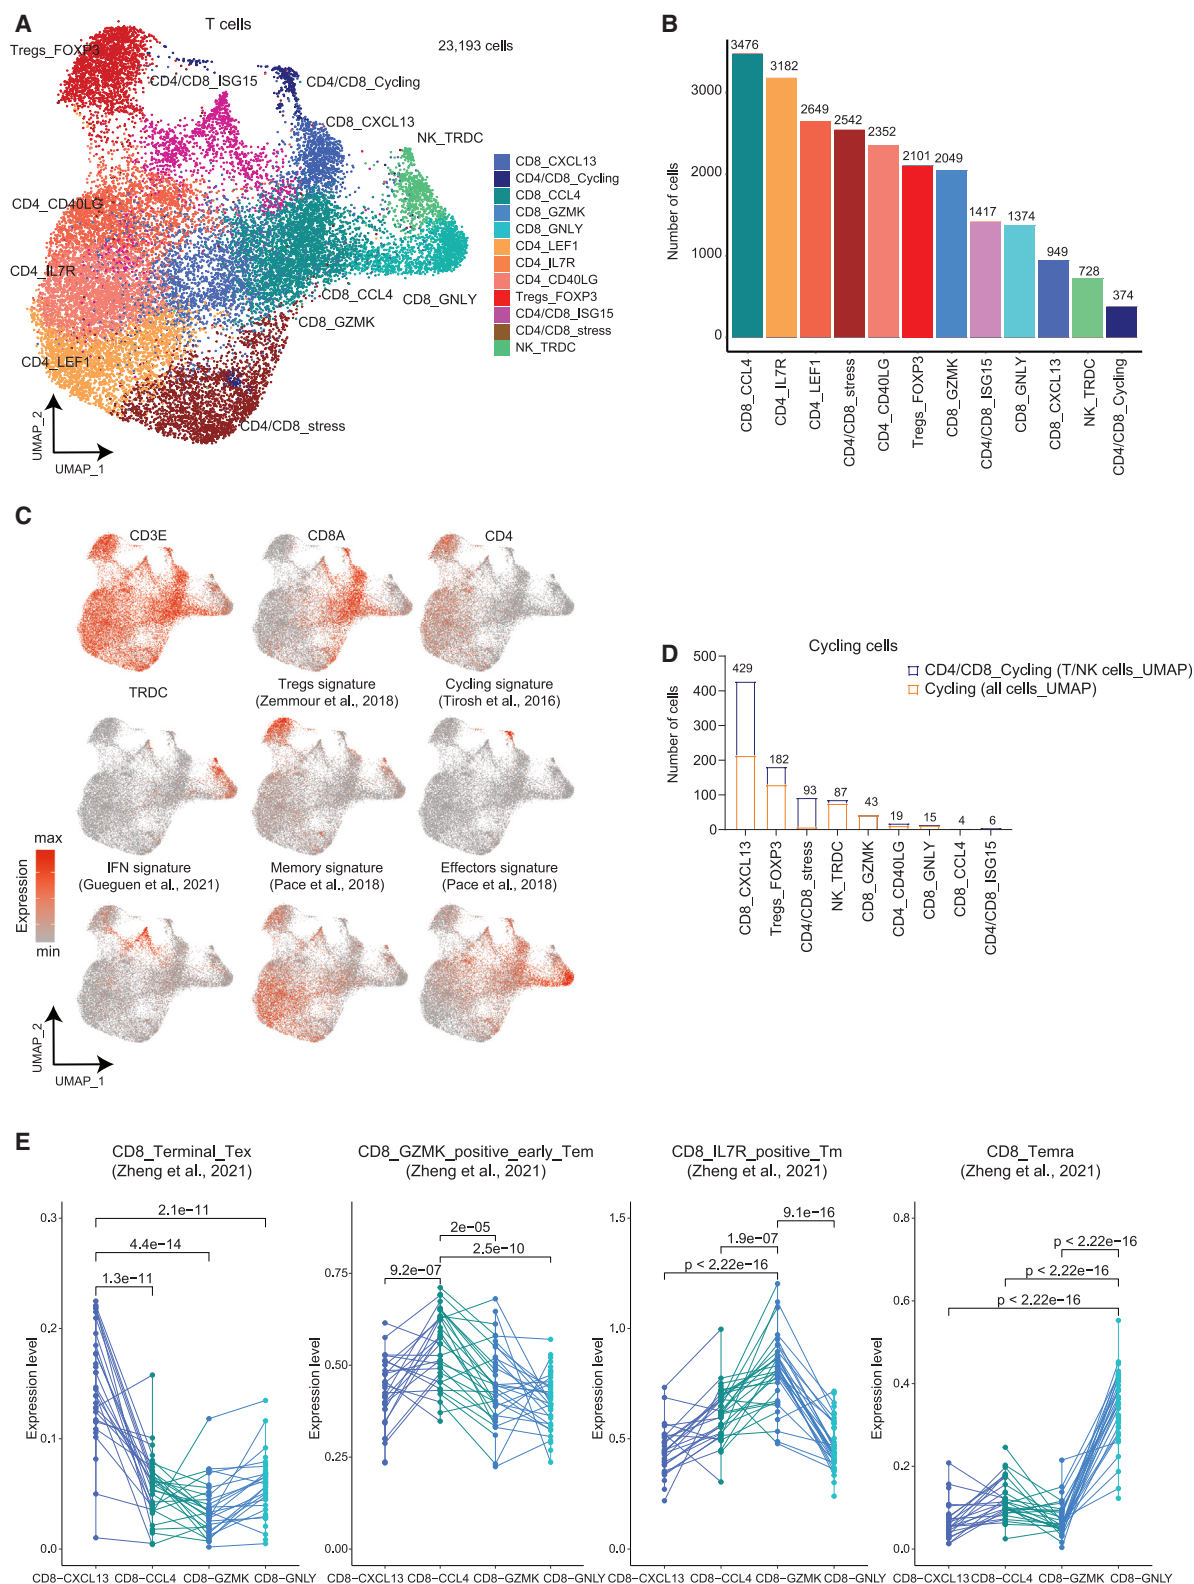 A
T cells
23,193 cells
Tregs_FOXP3
CD4/CD8_ISG15
CD4/CD8_Cycling
CD8_CXCL13
NK_TRDC
CD4_CD40LG
CD4_IL7R
CD8_CCL4
CD8_GNLY
CD8_GZMK
CD4_LEF1
CD4/CD8_stress
UMAP_2
UMAP_1
CD8_CXCL13
CD4/CD8_Cycling
CD8_CCL4
CD8_GZMK
CD8_GNLY
CD4_LEF1
CD4_IL7R
CD4_CD40LG
Tregs_FOXP3
CD4/CD8_ISG15
CD4/CD8_stress
NK_TRDC
B
Number of cells
3000
2000
1000
0
3476
3182
2649
2542
2352
2101
2049
1417
1374
949
728
374
CD8_CCL4
CD4_IL7R
CD4_LEF1
CD4/CD8_stress
CD4_CD40LG
Tregs_FOXP3
CD8_GZMK
CD4/CD8_ISG15
CD8_GNLY
CD8_CXCL13
NK_TRDC
CD4/CD8_Cycling
C
CD3E
CD8A
CD4
TRDC
Tregs signature
(Zemmour et al., 2018)
Cycling signature
(Tirosh et al., 2016)
IFN signature
(Gueguen et al., 2021)
Memory signature
(Pace et al., 2018)
Effectors signature
(Pace et al., 2018)
max
Expression
min
UMAP_2
UMAP_1
D
Cycling cells
CD4/CD8_Cycling (T/NK cells_UMAP)
Cycling (all cells_UMAP)
Number of cells
500
400
300
200
100
0
429
182
93
87
43
19
15
4
6
CD8_CXCL13
Tregs_FOXP3
CD4/CD8_stress
NK_TRDC
CD8_GZMK
CD4_CD40LG
CD8_GNLY
CD8_CCL4
CD4/CD8_ISG15
E
CD8_Terminal_Tex
(Zheng et al., 2021)
Expression level
0.3
0.2
0.1
0.0
2.1e−11
4.4e−14
1.3e−11
CD8−CXCL13 CD8−CCL4 CD8−GZMK CD8−GNLY
CD8_GZMK_positive_early_Tem
(Zheng et al., 2021)
Expression level
0.75
0.50
0.25
0.00
2e−05
2.5e−10
9.2e−07
CD8−CXCL13 CD8−CCL4 CD8−GZMK CD8−GNLY
CD8_IL7R_positive_Tm
(Zheng et al., 2021)
Expression level
1.5
1.0
0.5
0.0
9.1e−16
1.9e−07
p < 2.22e−16
CD8−CXCL13 CD8−CCL4 CD8−GZMK CD8−GNLY
CD8_Temra
(Zheng et al., 2021)
Expression level
0.8
0.6
0.4
0.2
0.0
p < 2.22e−16
p < 2.22e−16
p < 2.22e−16
CD8−CXCL13 CD8−CCL4 CD8−GZMK CD8−GNLY